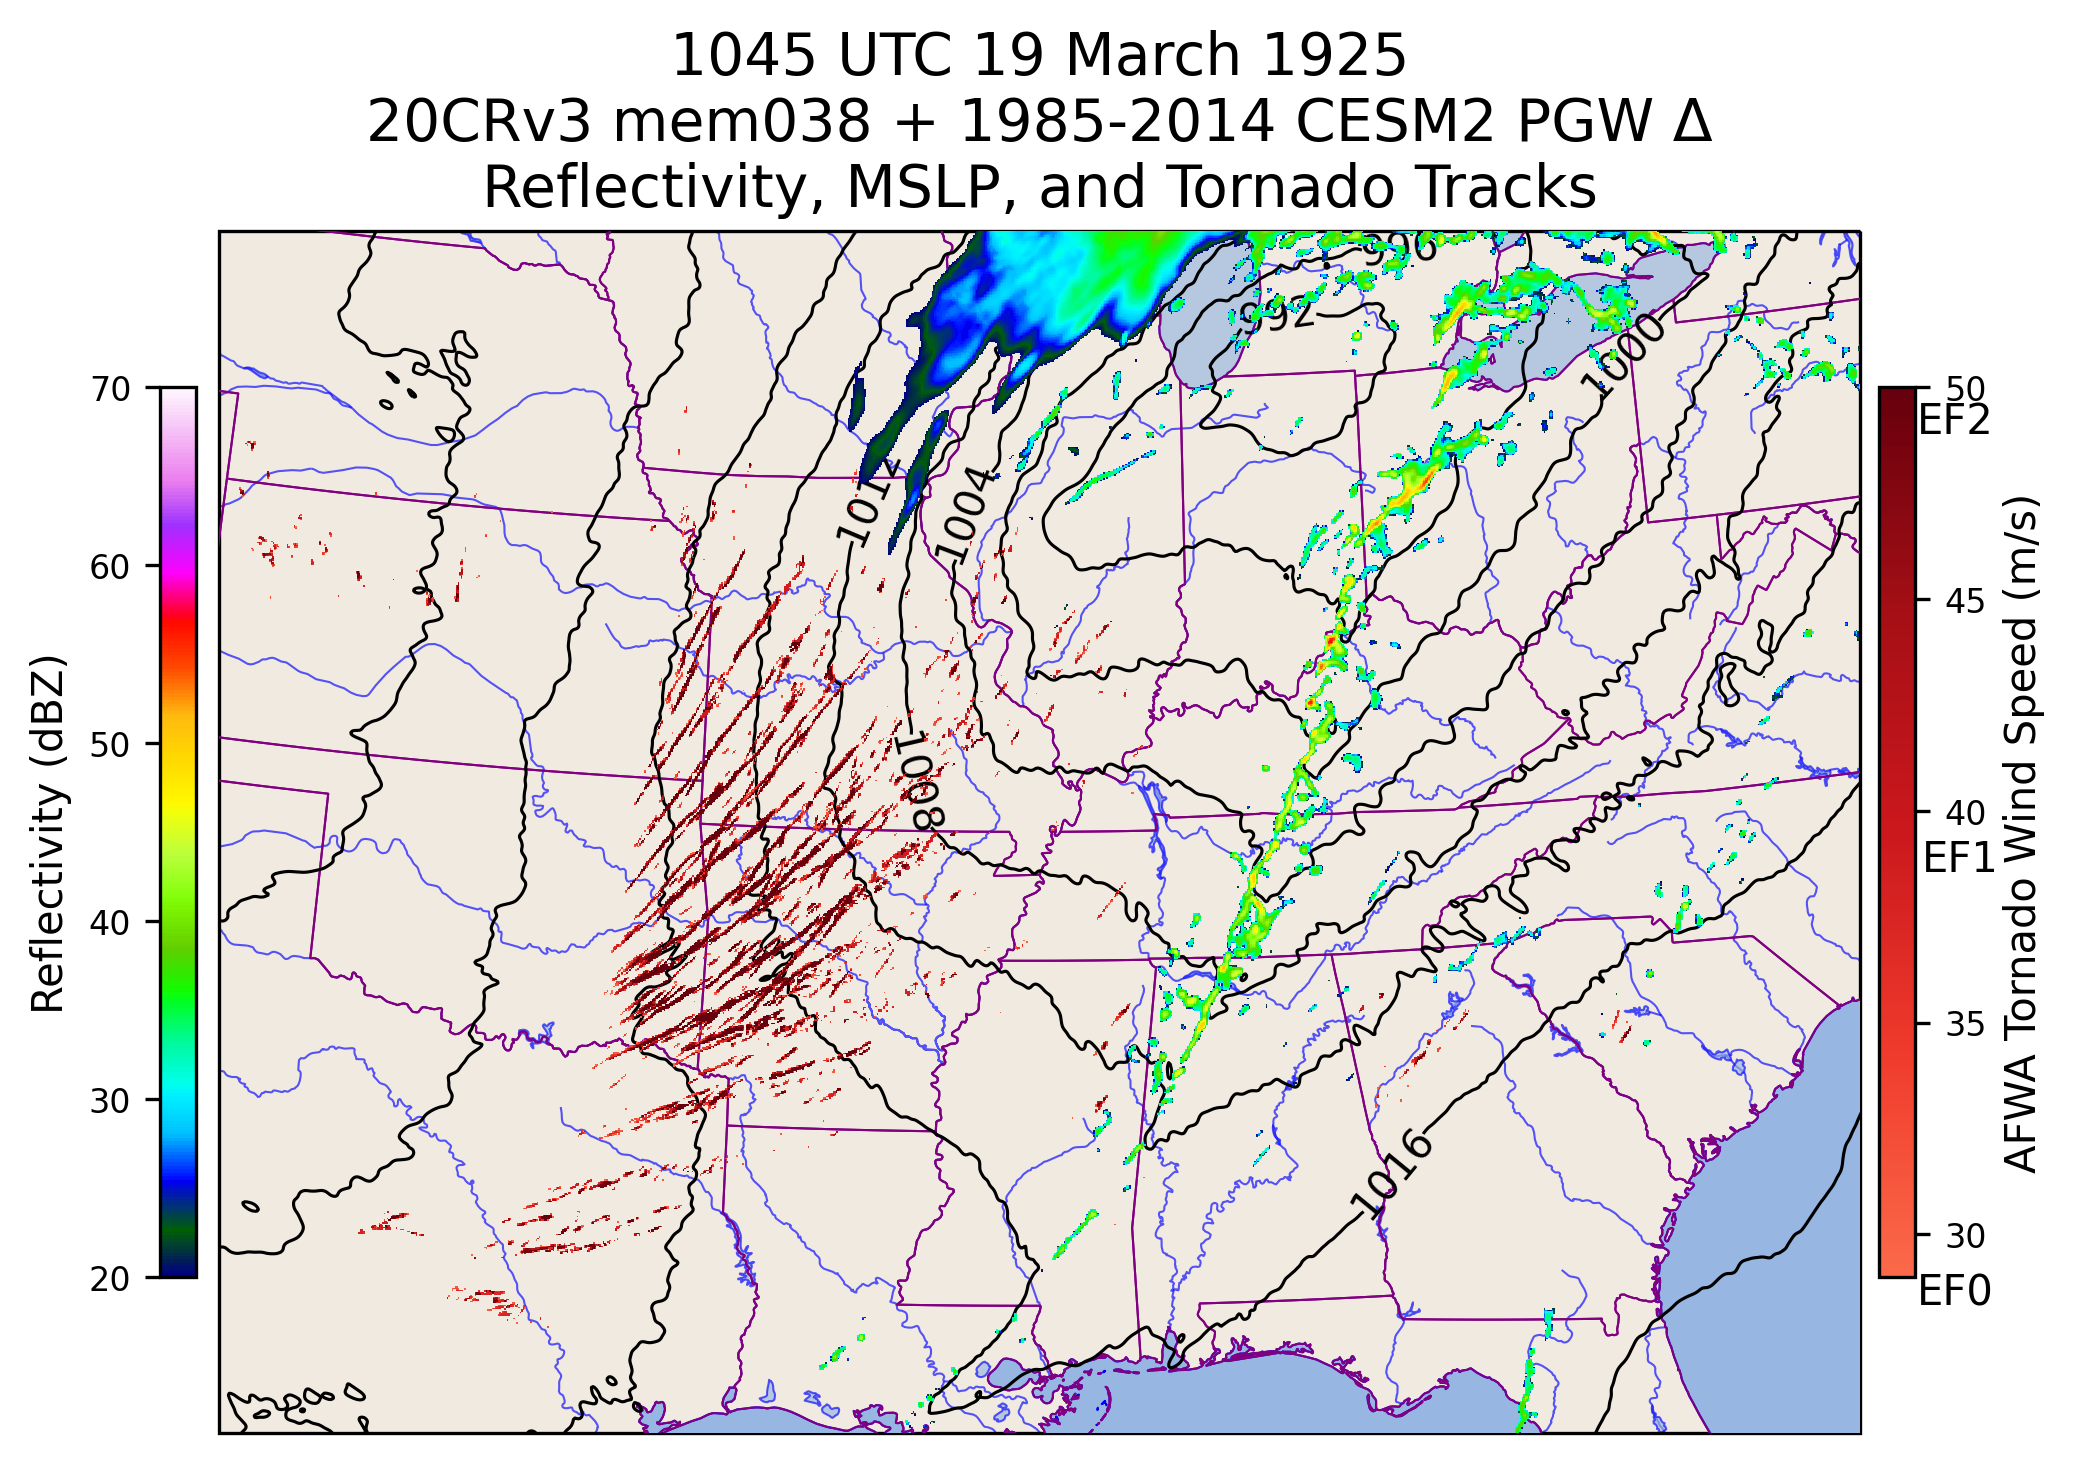 1045 UTC 19 March 1925
20CRv3 mem038 + 1985-2014 CESM2 PGW Δ
Reflectivity, MSLP, and Tornado Tracks
996
992
1000
1012
1004
1008
1016
70
60
50
40
30
20
Reflectivity (dBZ)
50
EF2
45
40
EF1
35
30
EF0
AFWA Tornado Wind Speed (m/s)